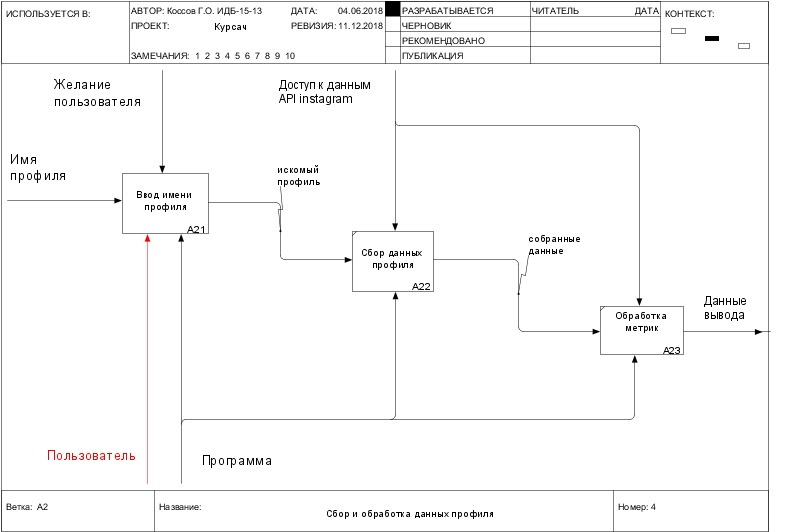 ИСПОЛЬЗУЕТСЯ В:
АВТОР: Коссов Г.О. ИДБ-15-13
ДАТА: 04.06.2018
ПРОЕКТ: Курсач
РЕВИЗИЯ: 11.12.2018
ЗАМЕЧАНИЯ: 1 2 3 4 5 6 7 8 9 10
РАЗРАБАТЫВАЕТСЯ
ЧЕРНОВИК
РЕКОМЕНДОВАНО
ПУБЛИКАЦИЯ
ЧИТАТЕЛЬ
ДАТА
КОНТЕКСТ:
Желание
пользователя
Доступ к данным
API instagram
Имя
профиля
искомый
профиль
Ввод имени
профиля
A21
собранные
данные
Сбор данных
профиля
A22
Данные
вывода
Обработка
метрик
A23
Пользователь
Программа
Ветка: A2
Название:
Сбор и обработка данных профиля
Номер: 4